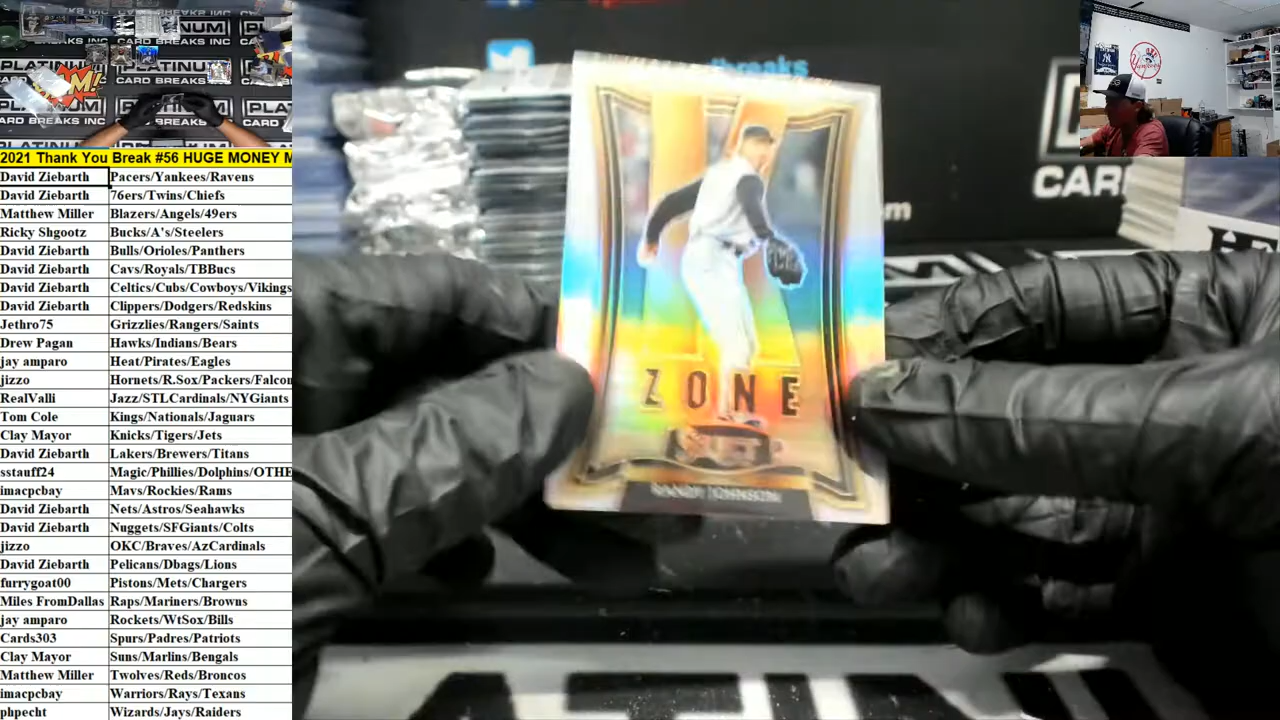 PLATINUM
CARD BREAKS INC
2021 Thank You Break #56 HUGE MONEY M
David Ziebarth Pacers/Yankees/Ravens
David Ziebarth 76ers/Twins/Chiefs
Matthew Miller Blazers/Angels/49ers
Ricky Shgootz Bucks/A's/Steelers
David Ziebarth Bulls/Orioles/Panthers
David Ziebarth Cavs/Royals/TBBucs
David Ziebarth Celtics/Cubs/Cowboys/Vikings
David Ziebarth Clippers/Dodgers/Redskins
Jethro75 Grizzlies/Rangers/Saints
Drew Pagan Hawks/Indians/Bears
jay amparo Heat/Pirates/Eagles
jizzo Hornets/R.Sox/Packers/Falcon
RealValli Jazz/STLCardinals/NYGiants
Tom Cole Kings/Nationals/Jaguars
Clay Mayor Knicks/Tigers/Jets
David Ziebarth Lakers/Brewers/Titans
sstauff24 Magic/Phillies/Dolphins/OTHE
imacpcbay Mavs/Rockies/Rams
David Ziebarth Nets/Astros/Seahawks
David Ziebarth Nuggets/SFGiants/Colts
jizzo OKC/Braves/AzCardinals
David Ziebarth Pelicans/Dbags/Lions
furrygoat00 Pistons/Mets/Chargers
Miles FromDallas Raps/Mariners/Browns
jay amparo Rockets/WtSox/Bills
Cards303 Spurs/Padres/Patriots
Clay Mayor Suns/Marlins/Bengals
Matthew Miller Twolves/Reds/Broncos
imacpcbay Warriors/Rays/Texans
phpecht Wizards/Jays/Raiders
breaks
CAR
m
ZONE
RANDY JOHNSON